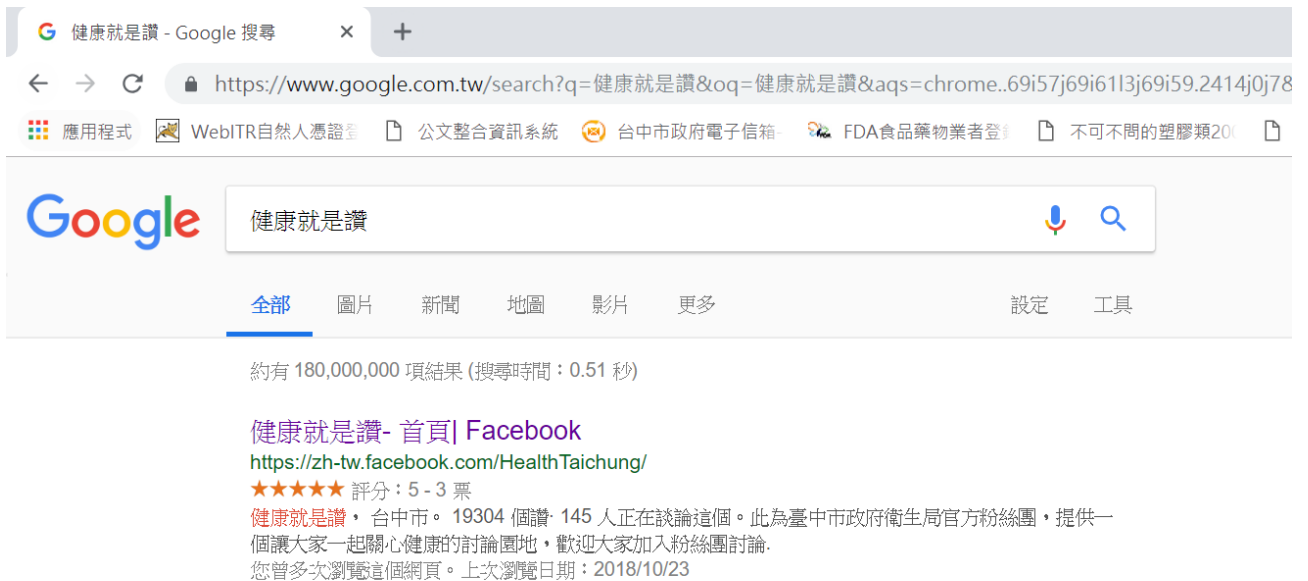 健康就是讚 - Google 搜尋
https://www.google.com.tw/search?q=健康就是讚&oq=健康就是讚&aqs=chrome..69i57j69i61l3j69i59.2414j0j78
應用程式 WebITR自然人憑證登 公文整合資訊系統 台中市政府電子信箱- FDA食品藥物業者登 不可不問的塑膠類20
Google 健康就是讚
全部 圖片 新聞 地圖 影片 更多 設定 工具
約有 180,000,000 項結果 (搜尋時間：0.51 秒)
健康就是讚- 首頁| Facebook
https://zh-tw.facebook.com/HealthTaichung/
★★★★★ 評分：5 - 3 票
健康就是讚， 台中市。 19304 個讚· 145 人正在談論這個。此為臺中市政府衛生局官方粉絲團，提供一
個讓大家一起關心健康的討論園地，歡迎大家加入粉絲團討論.
您曾多次瀏覽這個網頁。上次瀏覽日期：2018/10/23